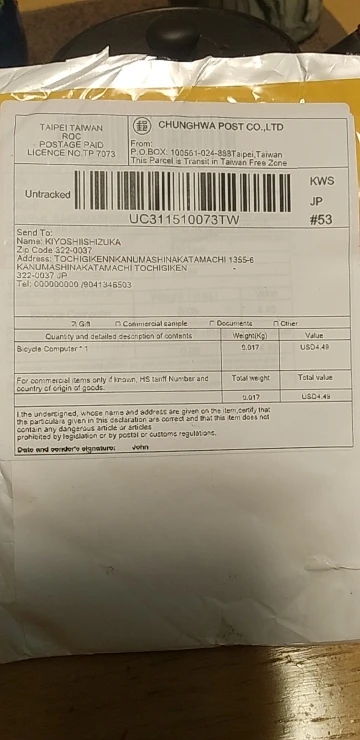 TAIPEI TAIWAN
ROC
POSTAGE PAID
LICENCE NO.TP 7073
CHUNGHWA POST CO.,LTD
From:
P.O.BOX: 100561-024-888Taipei,Taiwan
This Parcel is Transit in Taiwan Free Zone
Untracked
UC311510073TW
KWS
JP
#53
Send To:
Name: KIYOSHIISHIZUKA
Zip Code:322-0037
Address: TOCHIGIKENNKANUMASHINAKATAMACHI 1355-6
KANUMASHINAKATAMACHI TOCHIGIKEN
322-0037 JP
Tel: 000000000 /9041346503
Gift Commercial sample Documents Other
Quantity and detailed description of contents Weight(Kg) Value
Bicycle Computer * 1 0.017 USD4.49
For commercial items only if known, HS tariff Number and
country of origin of goods. Total weight Total value
0.017 USD4.49
I,the undertigned, whose name and address are given on the item,certify that
the particulars given in this declaration are correct and that this item does not
contain any dangerous article or articles
prohibited by legislation or by postal or customs regulations.
Date and sender's signature: John